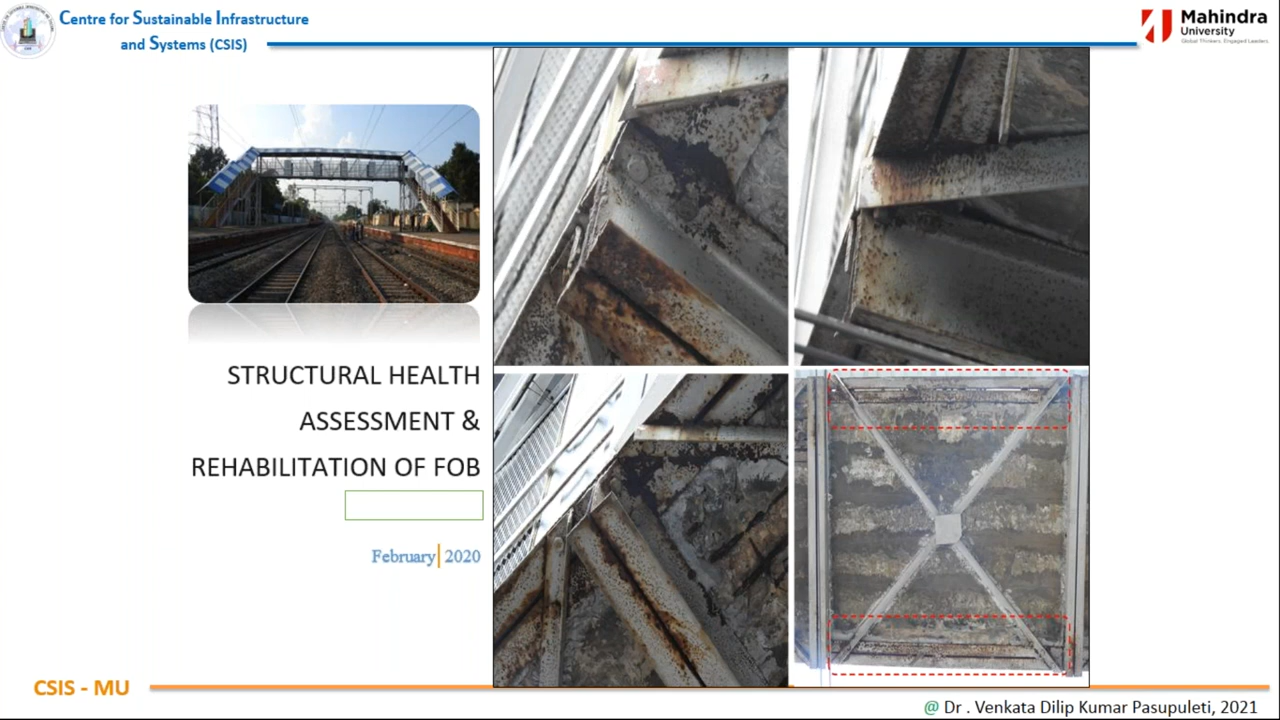 Centre for Sustainable Infrastructure
and Systems (CSIS)
Mahindra
University
Global Thinkers, Engaged Leaders.
STRUCTURAL HEALTH
ASSESSMENT &
REHABILITATION OF FOB
February 2020
CSIS - MU
@ Dr . Venkata Dilip Kumar Pasupuleti, 2021